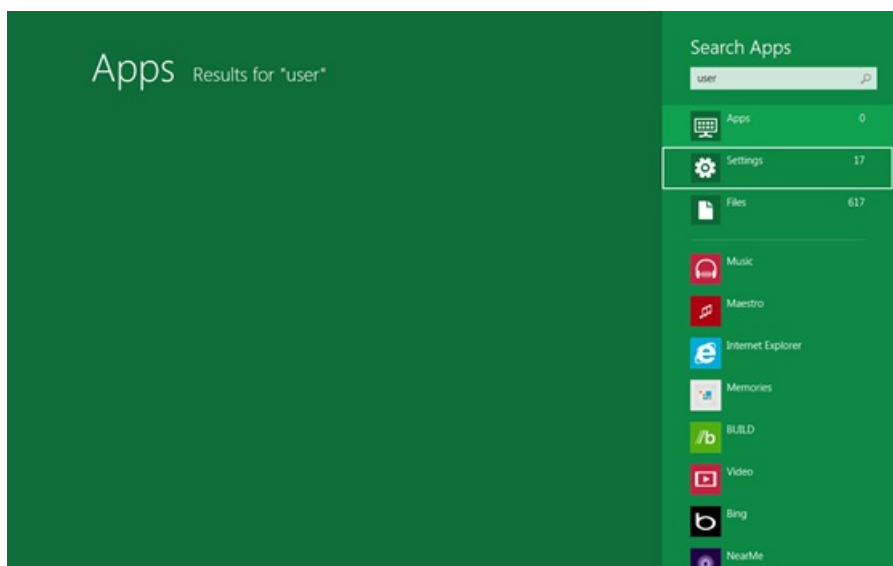 Apps Results for "user"
Search Apps
user
Apps 0
Settings 17
Files 617
Music
Maestro
Internet Explorer
Memories
//b BUILD
Video
b Bing
NearMe